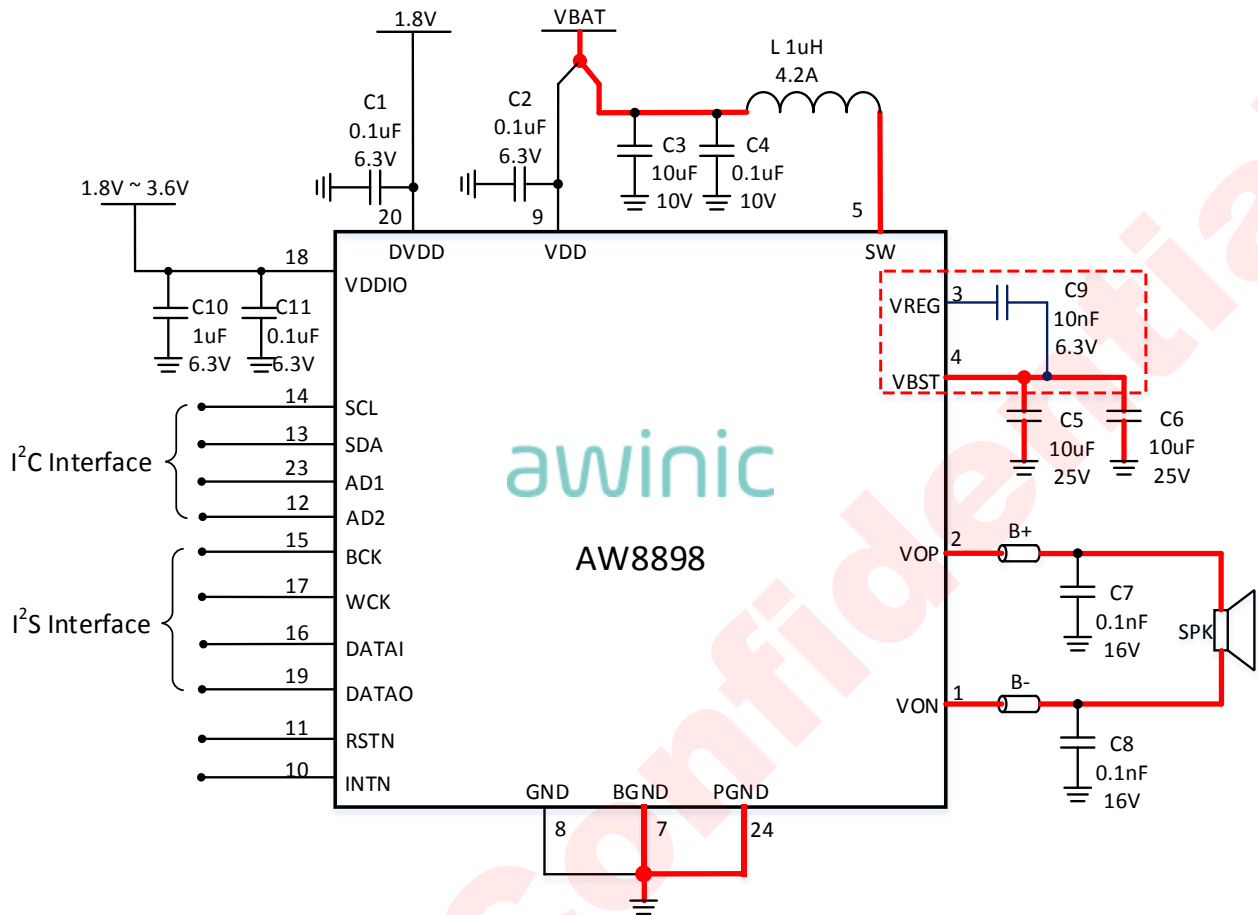 1.8V
VBAT
L 1uH
4.2A
C1
0.1uF
6.3V
C2
0.1uF
6.3V
C3
10uF
10V
C4
0.1uF
10V
1.8V ~ 3.6V
20
9
5
DVDD
VDD
SW
18
VDDIO
C10
1uF
6.3V
C11
0.1uF
6.3V
VREG
3
C9
10nF
6.3V
4
VBST
C5
10uF
25V
C6
10uF
25V
I²C Interface
14
SCL
13
SDA
23
AD1
12
AD2
I²S Interface
15
BCK
17
WCK
16
DATAI
19
DATAO
11
RSTN
10
INTN
awinic
AW8898
VOP
2
B+
C7
0.1nF
16V
SPK
VON
1
B-
C8
0.1nF
16V
GND
BGND
PGND
8
7
24
Confidential